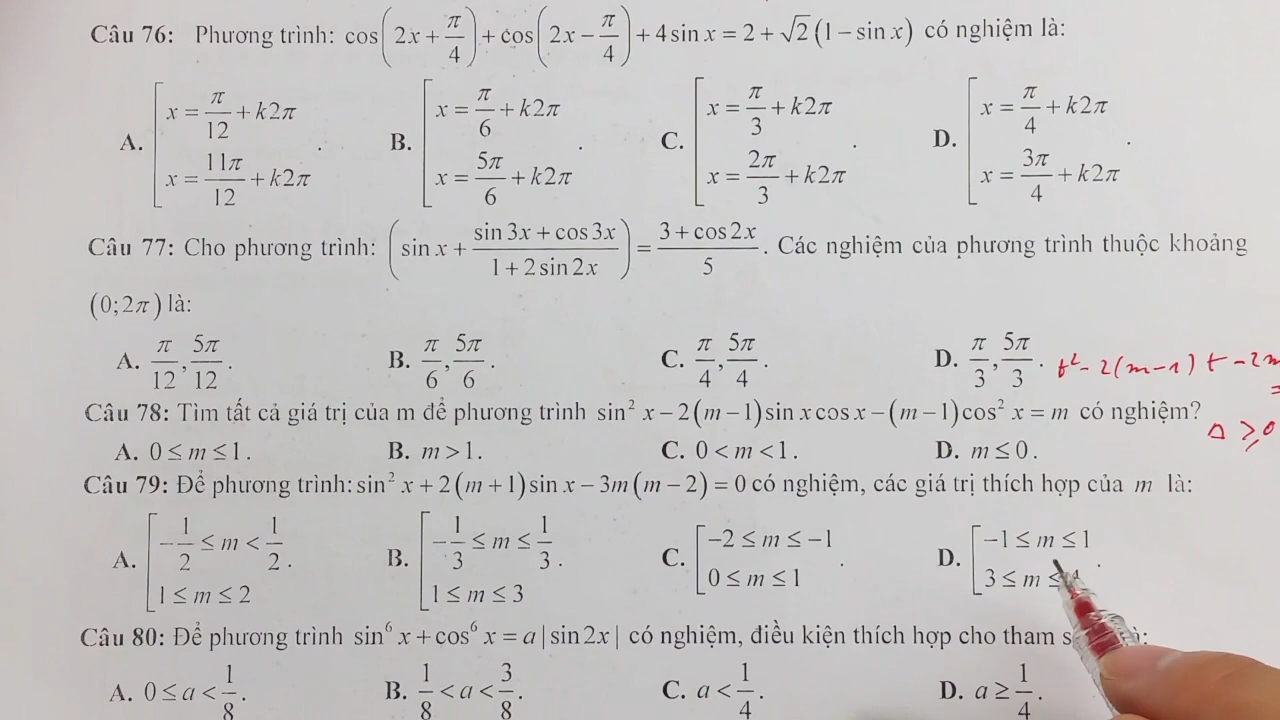 Câu 76: Phương trình: cos(2x + π/4) + cos(2x − π/4) + 4sin x = 2 + √2(1 − sin x) có nghiệm là:
A. [x = π/12 + k2π; x = 11π/12 + k2π. B. [x = π/6 + k2π; x = 5π/6 + k2π. C. [x = π/3 + k2π; x = 2π/3 + k2π. D. [x = π/4 + k2π; x = 3π/4 + k2π.
Câu 77: Cho phương trình: (sin x + (sin 3x + cos 3x)/(1 + 2 sin 2x)) = (3 + cos 2x)/5. Các nghiệm của phương trình thuộc khoảng
(0; 2π) là:
A. π/12, 5π/12. B. π/6, 5π/6. C. π/4, 5π/4. D. π/3, 5π/3. t² - 2(m-1) t - 2m
=
Câu 78: Tìm tất cả giá trị của m để phương trình sin² x − 2(m − 1) sin x cos x − (m − 1) cos² x = m có nghiệm?
Δ ≥ 0
A. 0 ≤ m ≤ 1. B. m > 1. C. 0 < m < 1. D. m ≤ 0.
Câu 79: Để phương trình: sin² x + 2(m + 1) sin x − 3m(m − 2) = 0 có nghiệm, các giá trị thích hợp của m là:
A. [−1/2 ≤ m < 1/2; 1 ≤ m ≤ 2. B. [−1/3 ≤ m ≤ 1/3; 1 ≤ m ≤ 3. C. [−2 ≤ m ≤ −1; 0 ≤ m ≤ 1. D. [−1 ≤ m ≤ 1; 3 ≤ m ≤ .
Câu 80: Để phương trình sin⁶ x + cos⁶ x = a | sin 2x | có nghiệm, điều kiện thích hợp cho tham
A. 0 ≤ a < 1/8. B. 1/8 < a < 3/8. C. a < 1/4. D. a ≥ 1/4.